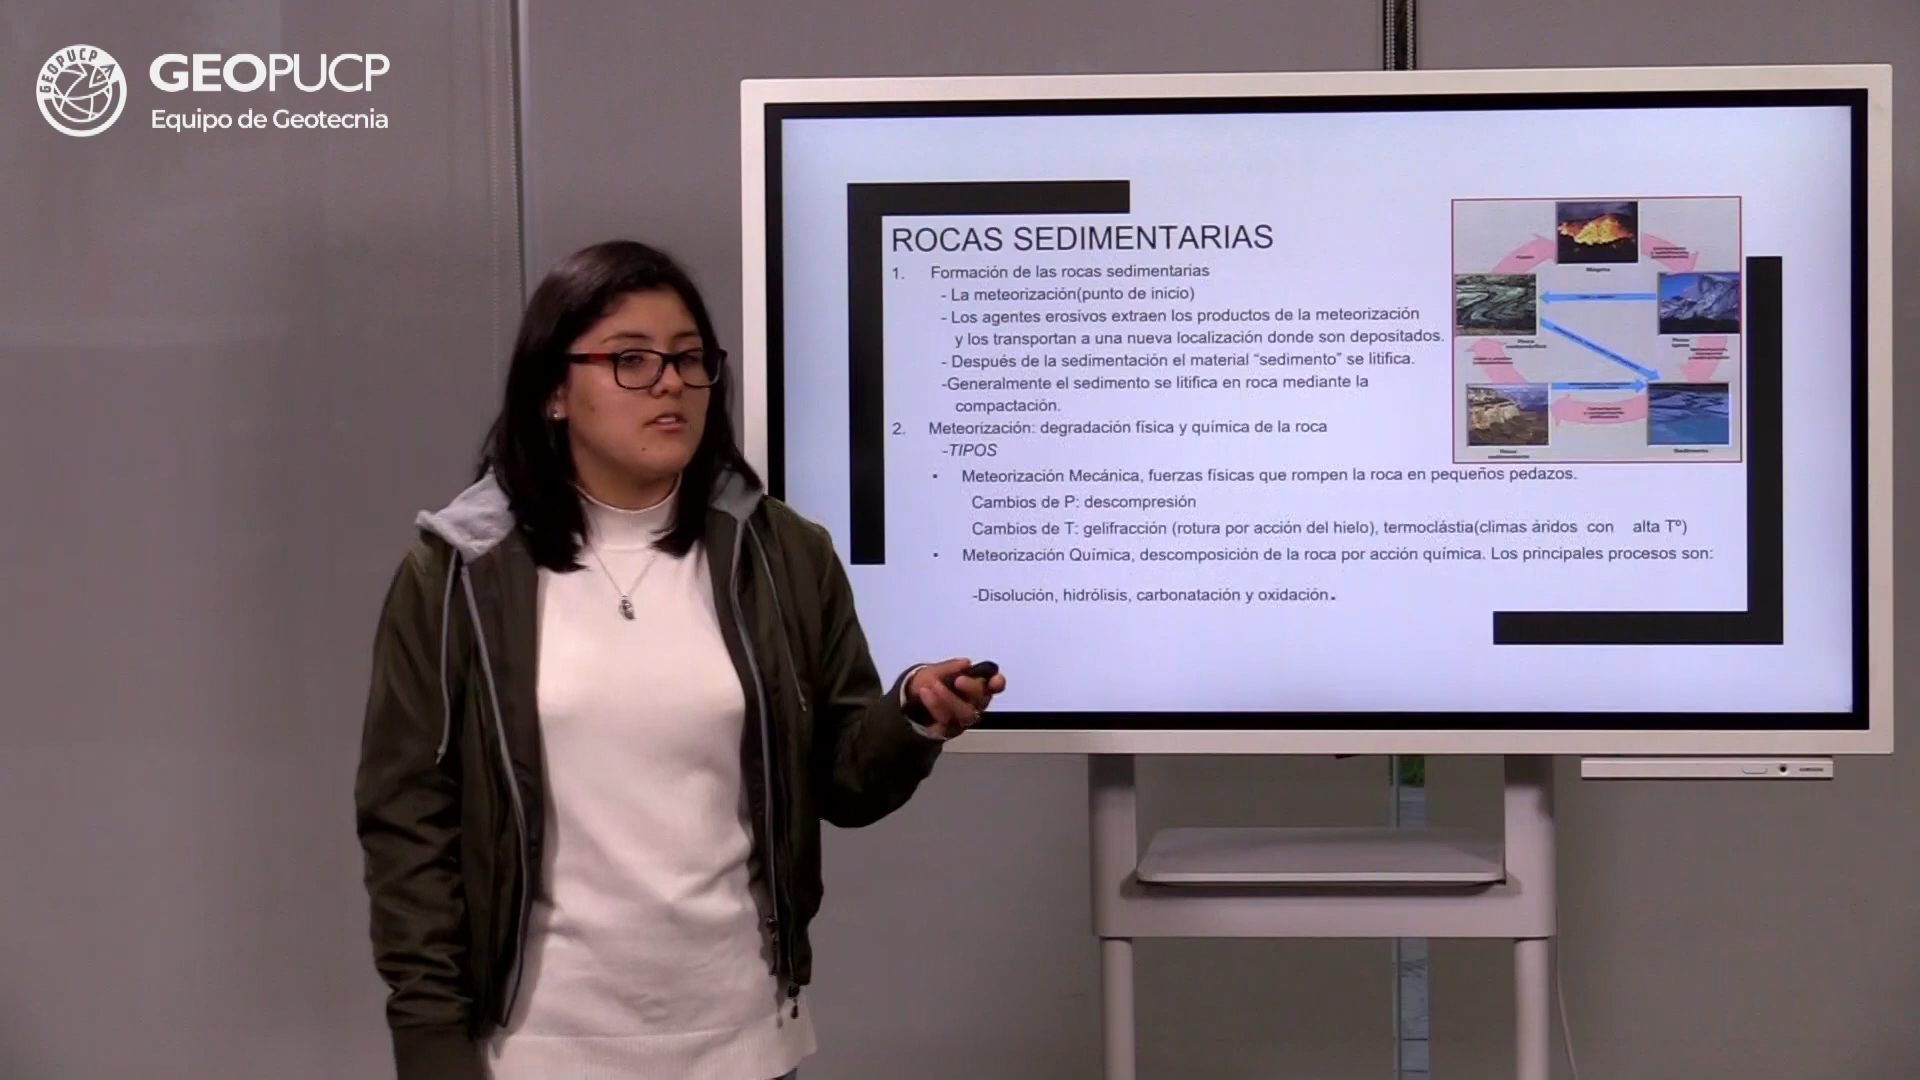 GEOPUCP
GEOPUCP
Equipo de Geotecnia
ROCAS SEDIMENTARIAS
1. Formación de las rocas sedimentarias
- La meteorización(punto de inicio)
- Los agentes erosivos extraen los productos de la meteorización
y los transportan a una nueva localización donde son depositados.
- Después de la sedimentación el material “sedimento” se litifica.
-Generalmente el sedimento se litifica en roca mediante la
compactación.
2. Meteorización: degradación física y química de la roca
-TIPOS
• Meteorización Mecánica, fuerzas físicas que rompen la roca en pequeños pedazos.
Cambios de P: descompresión
Cambios de T: gelifracción (rotura por acción del hielo), termoclástia(climas áridos con alta Tº)
• Meteorización Química, descomposición de la roca por acción química. Los principales procesos son:
-Disolución, hidrólisis, carbonatación y oxidación.
Magma
Sedimento
SAMSUNG